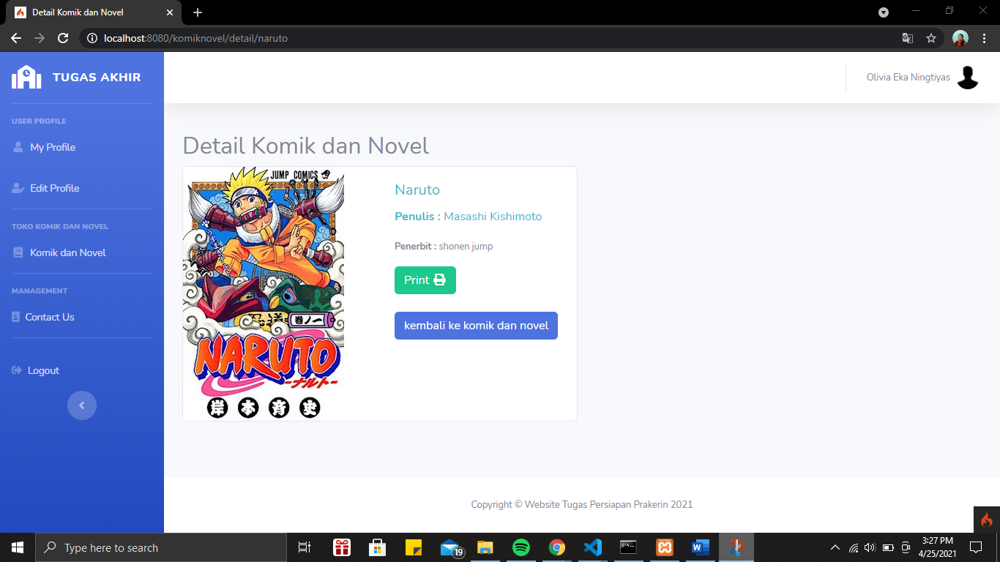 Detail Komik dan Novel
localhost:8080/komiknovel/detail/naruto
TUGAS AKHIR
Olivia Eka Ningtiyas
USER PROFILE
My Profile
Edit Profile
TOKO KOMIK DAN NOVEL
Komik dan Novel
MANAGEMENT
Contact Us
Logout
Detail Komik dan Novel
JUMP COMICS
巻ノ一
NARUTO
-ナルト-
岸本斉史
Naruto
Penulis : Masashi Kishimoto
Penerbit : shonen jump
Print
kembali ke komik dan novel
Copyright © Website Tugas Persiapan Prakerin 2021
Type here to search
19
3:27 PM
4/25/2021